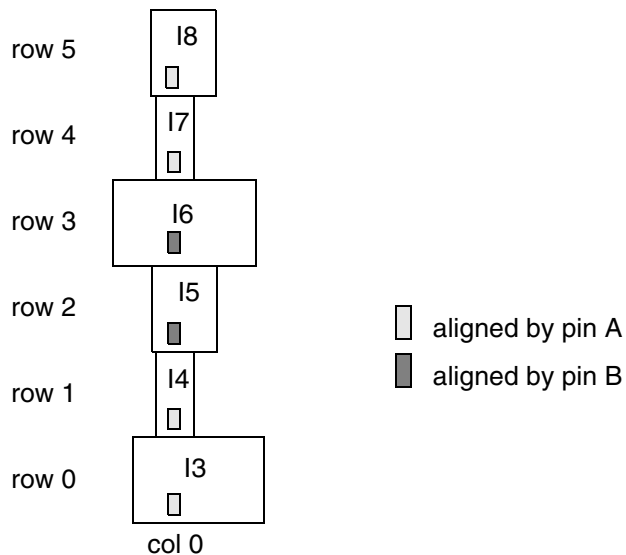 row 5
I8
row 4
I7
row 3
I6
row 2
I5
aligned by pin A
aligned by pin B
row 1
I4
row 0
I3
col 0